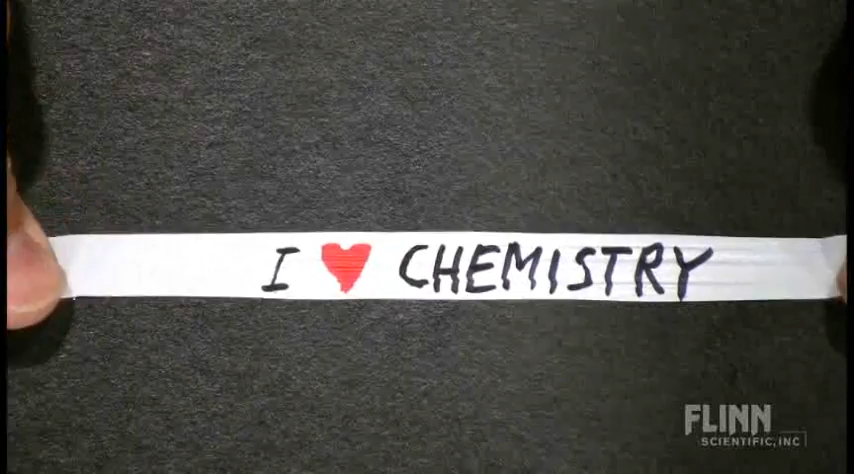 I ❤ CHEMISTRY
FLINN
SCIENTIFIC, INC